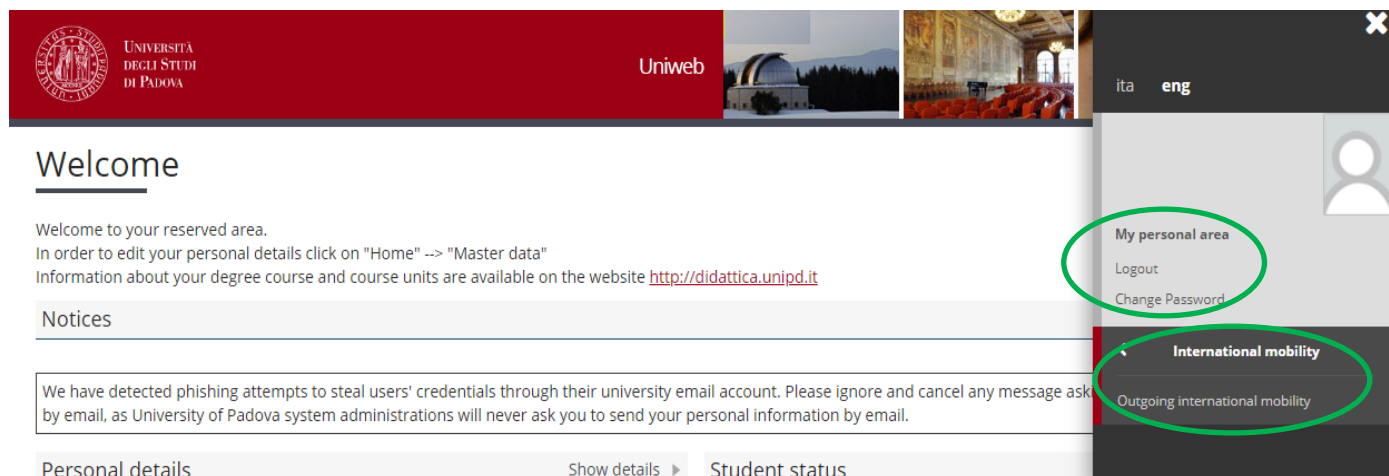 UNIVERSITÀ
DEGLI STUDI
DI PADOVA
Uniweb
ita eng
Welcome
Welcome to your reserved area.
In order to edit your personal details click on "Home" --> "Master data"
Information about your degree course and course units are available on the website http://didattica.unipd.it
My personal area
Logout
Change Password
Notices
International mobility
Outgoing international mobility
We have detected phishing attempts to steal users' credentials through their university email account. Please ignore and cancel any message
by email, as University of Padova system administrations will never ask you to send your personal information by email.
Personal details Show details
Student status